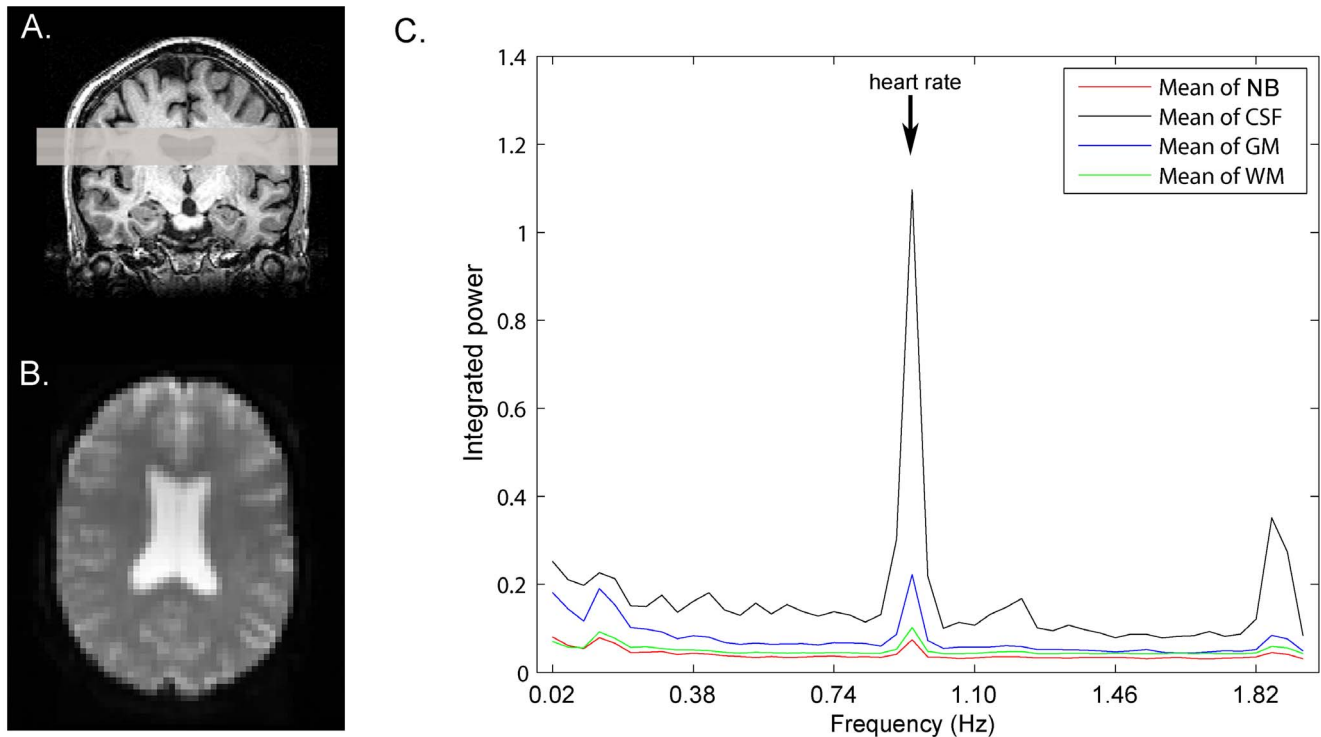 A.
B.
C.
heart rate
Mean of NB
Mean of CSF
Mean of GM
Mean of WM
Integrated power
1.4
1.2
1
0.8
0.6
0.4
0.2
0
0.02
0.38
0.74
1.10
1.46
1.82
Frequency (Hz)